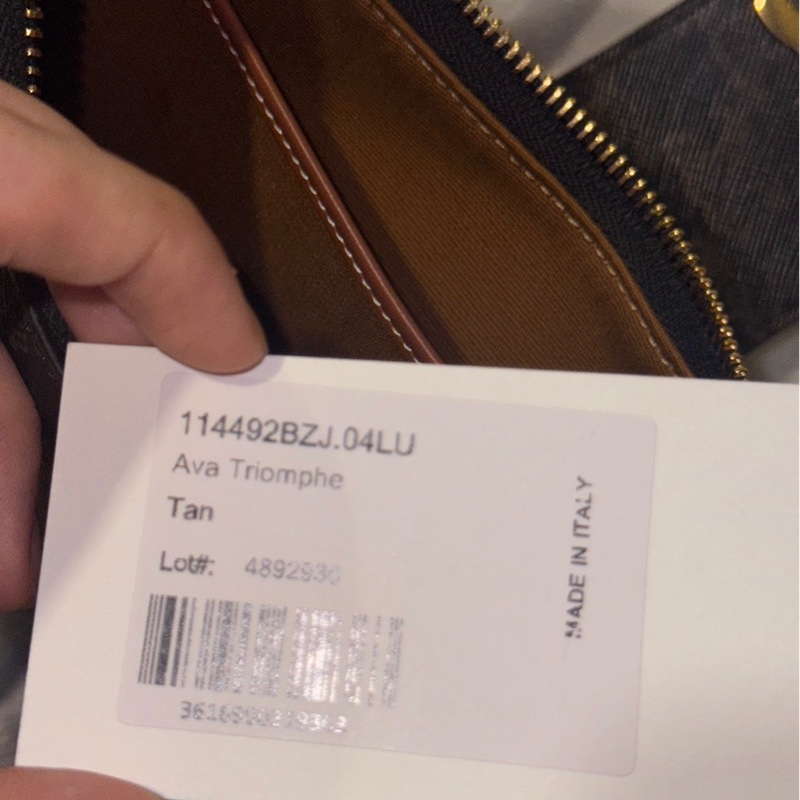 114492BZJ.04LU
Ava Triomphe
Tan
Lot#:
MADE IN ITALY